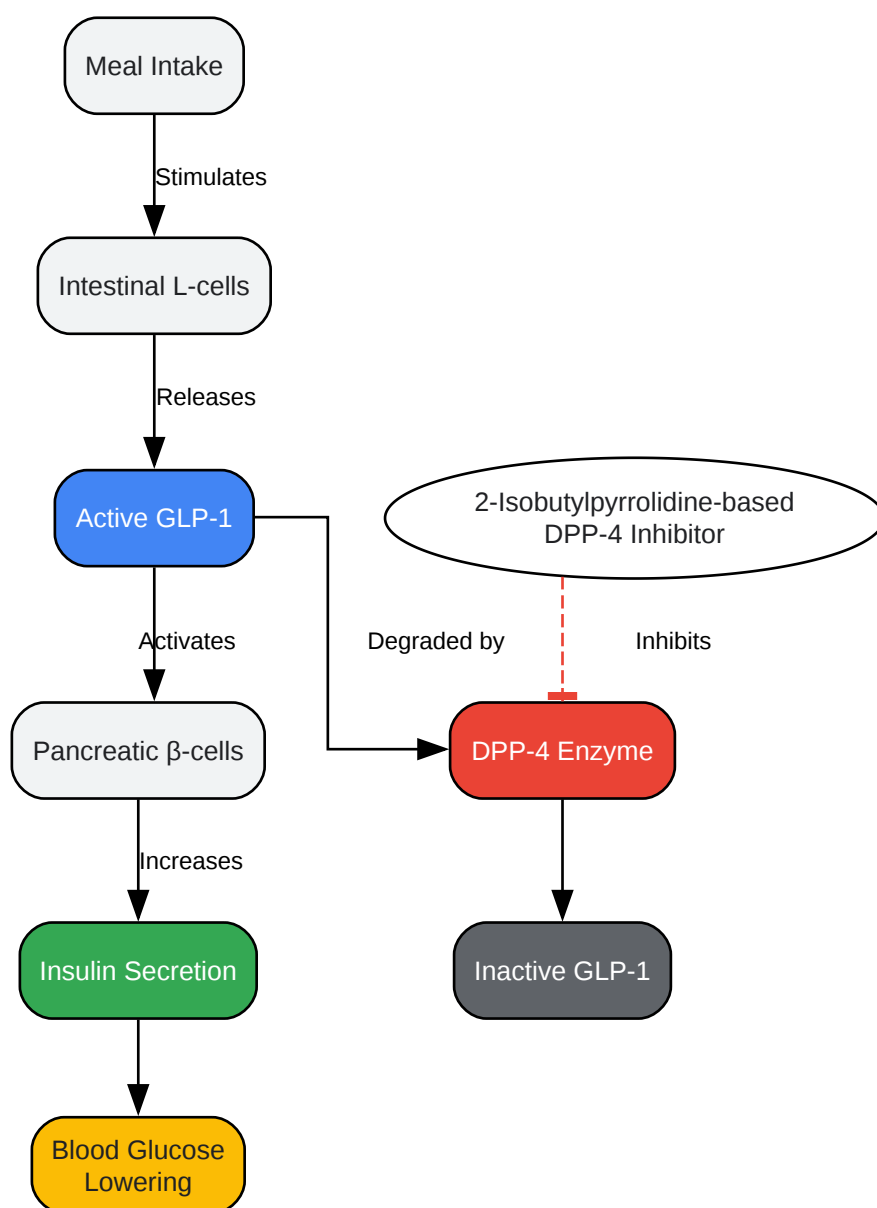 Meal Intake
Stimulates
Intestinal L-cells
Releases
Active GLP-1
2-Isobutylpyrrolidine-based
DPP-4 Inhibitor
Activates
Degraded by
Inhibits
Pancreatic β-cells
DPP-4 Enzyme
Increases
Insulin Secretion
Inactive GLP-1
Blood Glucose
Lowering